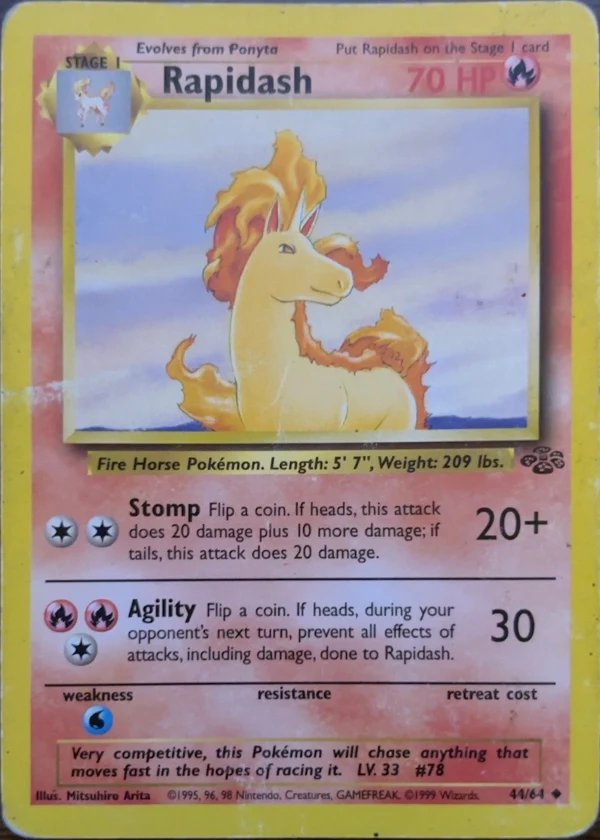 Evolves from Ponyta
Put Rapidash on the Stage 1 card
STAGE 1
Rapidash
70 HP
Fire Horse Pokémon. Length: 5' 7", Weight: 209 lbs.
Stomp Flip a coin. If heads, this attack
does 20 damage plus 10 more damage; if
tails, this attack does 20 damage.
20+
Agility Flip a coin. If heads, during your
opponent's next turn, prevent all effects of
attacks, including damage, done to Rapidash.
30
weakness
resistance
retreat cost
Very competitive, this Pokémon will chase anything that
moves fast in the hopes of racing it. LV. 33 #78
Illus. Mitsuhiro Arita ©1995, 96, 98 Nintendo, Creatures, GAMEFREAK. ©1999 Wizards. 44/64